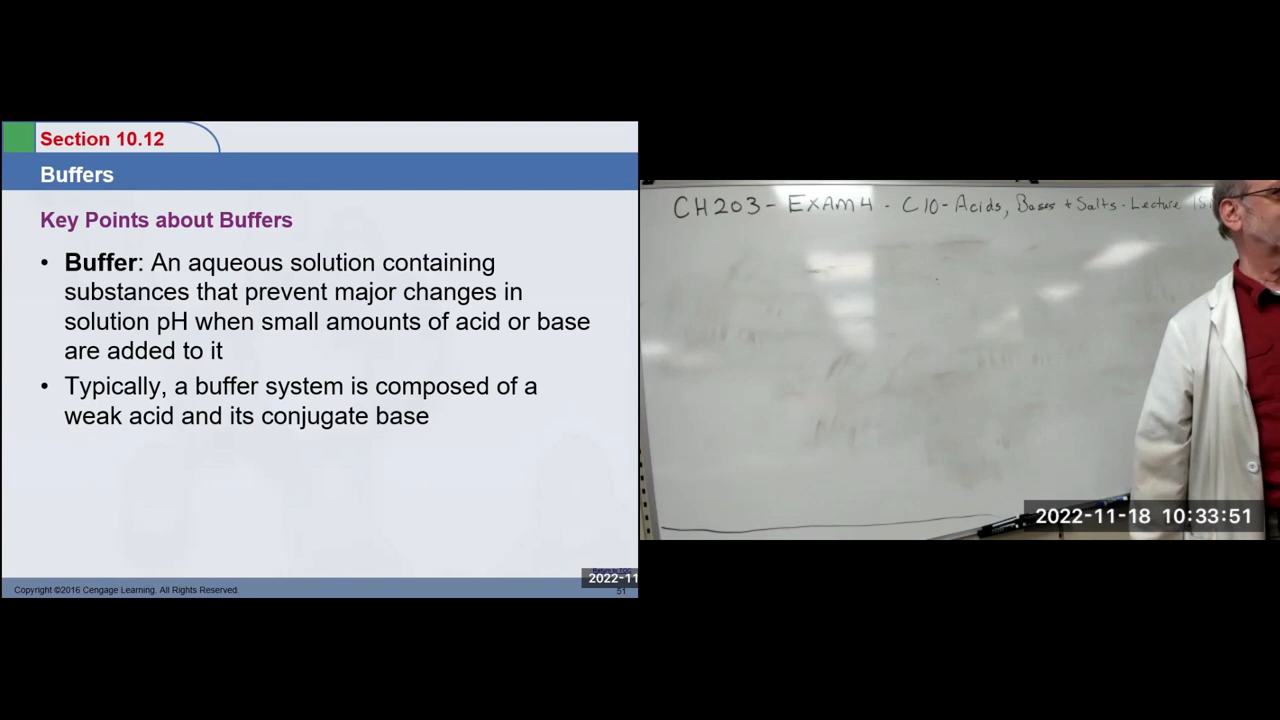 Section 10.12
Buffers
Key Points about Buffers
• Buffer: An aqueous solution containing
substances that prevent major changes in
solution pH when small amounts of acid or base
are added to it
• Typically, a buffer system is composed of a
weak acid and its conjugate base
Copyright ©2016 Cengage Learning. All Rights Reserved.
2022-11
51
CH203 - EXAM 4 - C10 - Acids, Bases + Salts - Lecture
2022-11-18 10:33:51